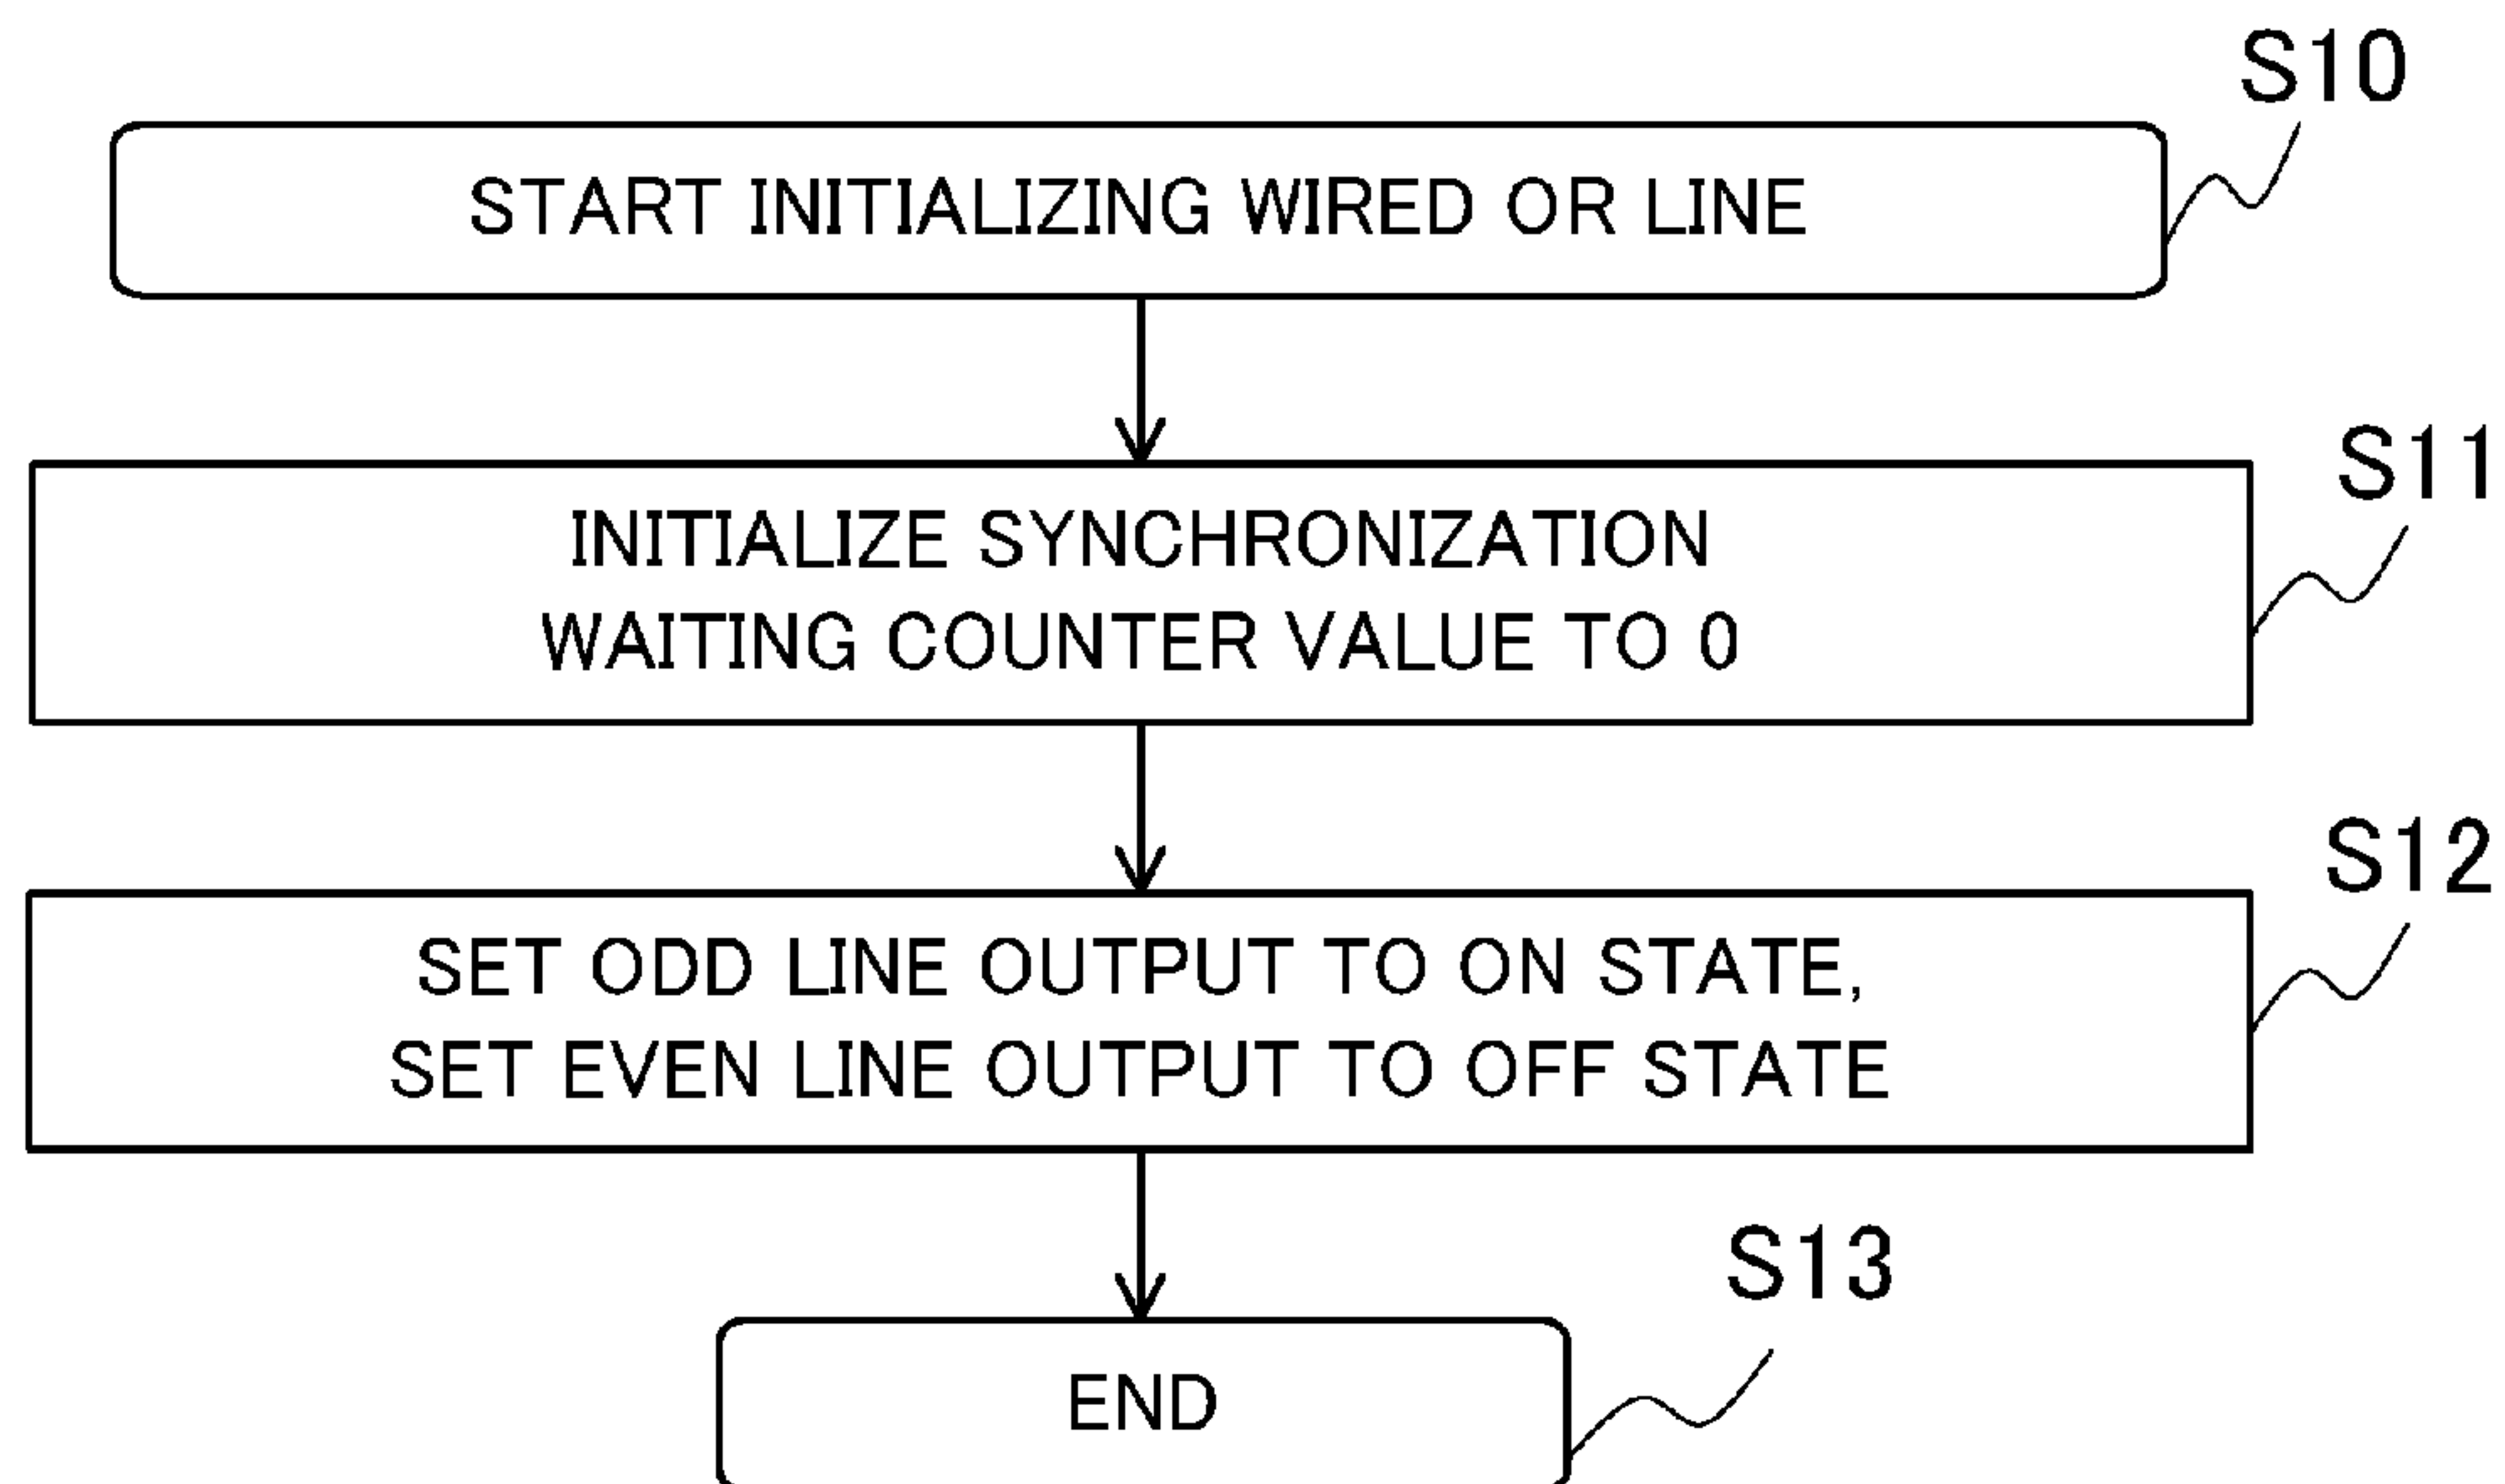 S10
START INITIALIZING WIRED OR LINE
S11
INITIALIZE SYNCHRONIZATION
WAITING COUNTER VALUE TO 0
S12
SET ODD LINE OUTPUT TO ON STATE,
SET EVEN LINE OUTPUT TO OFF STATE
S13
END